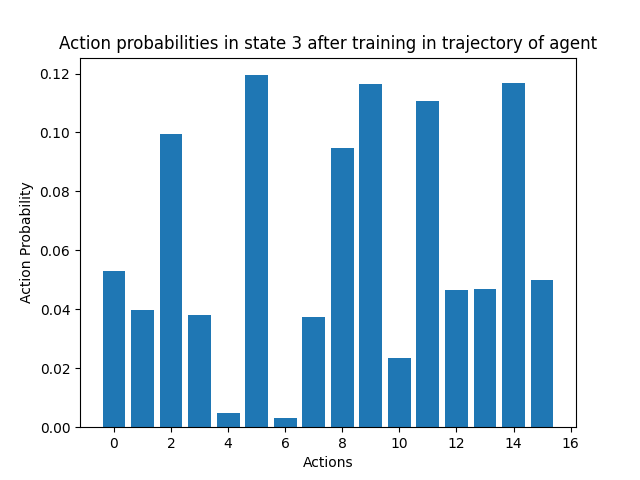 Action probabilities in state 3 after training in trajectory of agent
0.12
0.10
0.08
0.06
0.04
0.02
0.00
Action Probability
0 2 4 6 8 10 12 14 16
Actions